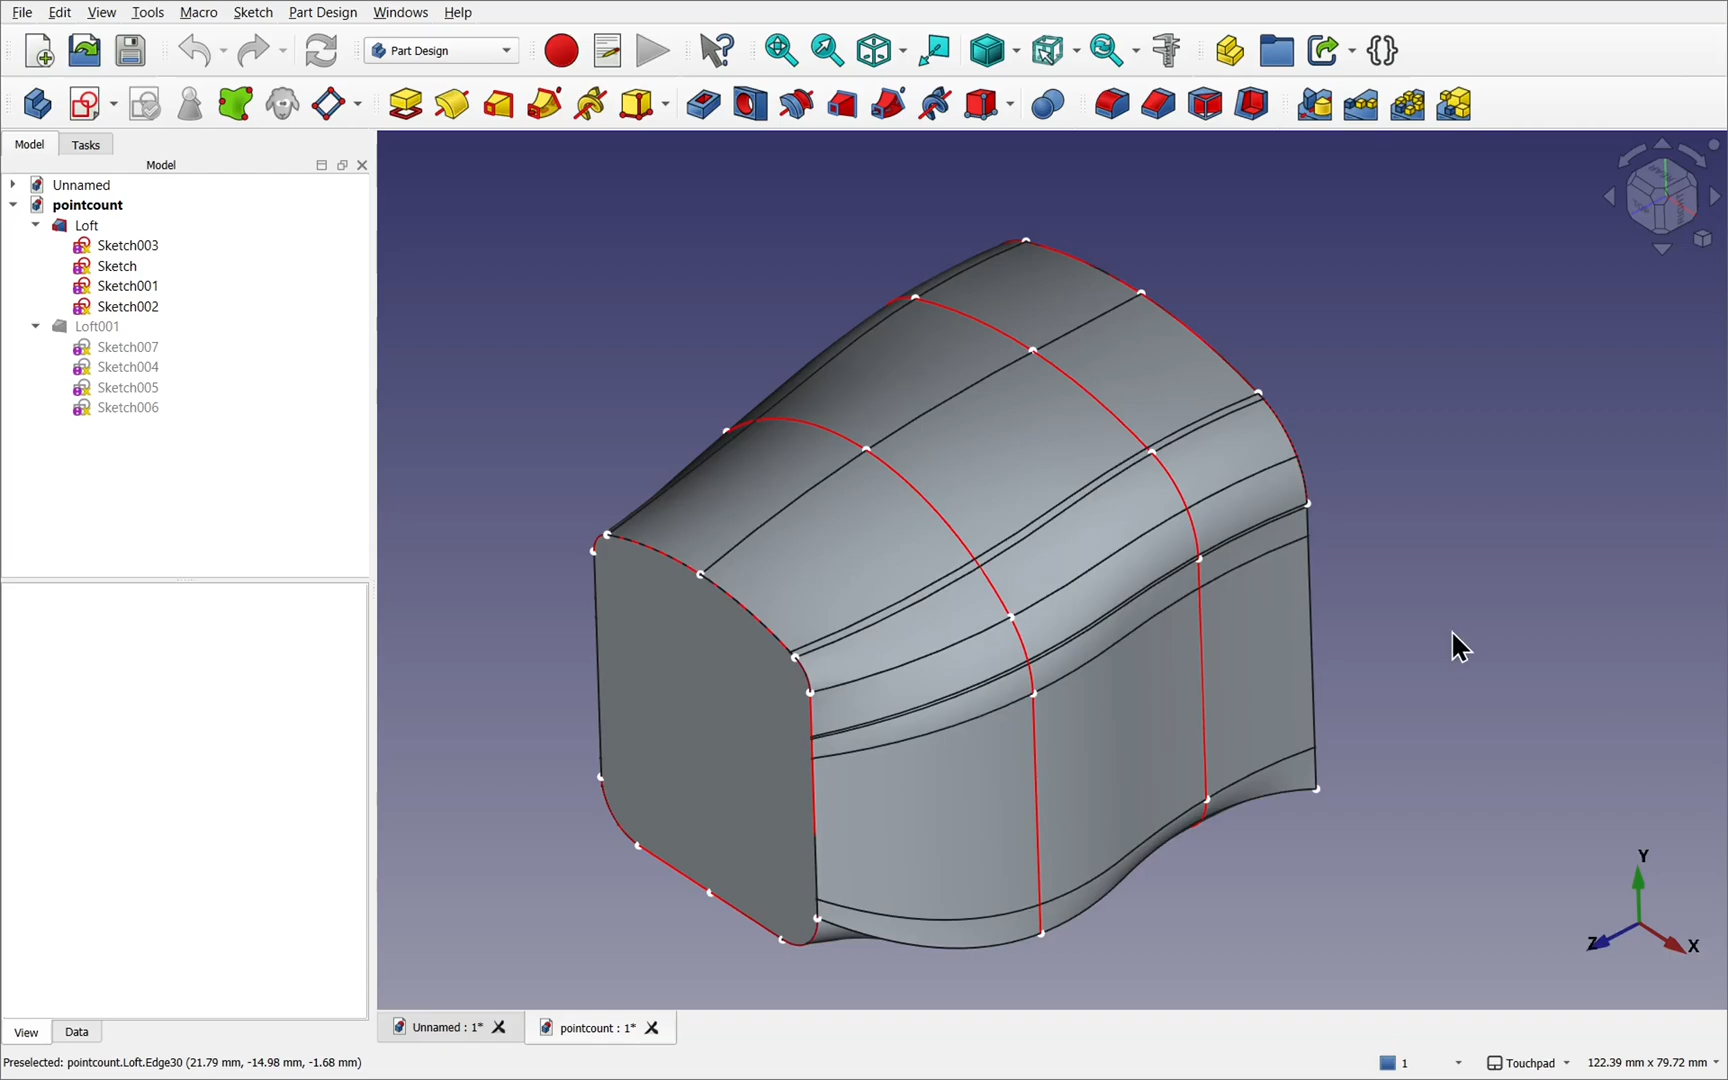 File Edit View Tools Macro Sketch Part Design Windows Help
Part Design
Model Tasks
Model
Unnamed
pointcount
Loft
Sketch003
Sketch
Sketch001
Sketch002
Loft001
Sketch007
Sketch004
Sketch005
Sketch006
Y
Z X
View Data
Unnamed : 1*
pointcount : 1*
Preselected: pointcount.Loft.Edge30 (21.79 mm, -14.98 mm, -1.68 mm)
1 Touchpad 122.39 mm x 79.72 mm